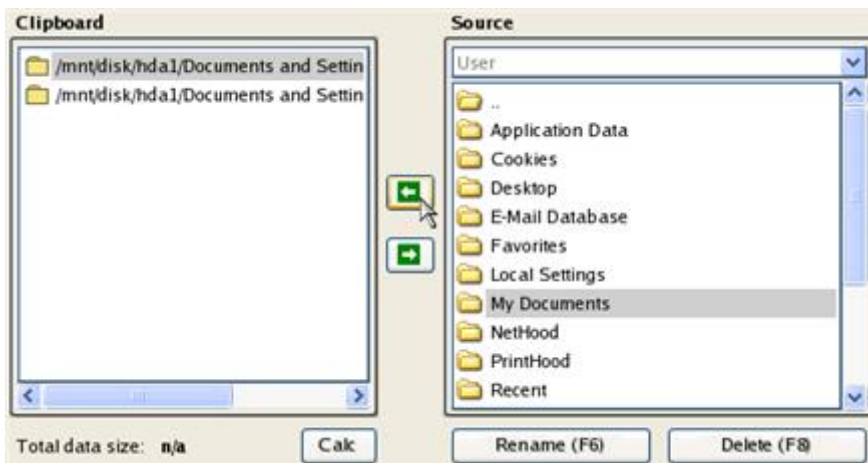 Clipboard
/mnt/disk/hda1/Documents and Settin
/mnt/disk/hda1/Documents and Settin
Total data size: n/a
Calc
Source
User
..
Application Data
Cookies
Desktop
E-Mail Database
Favorites
Local Settings
My Documents
NetHood
PrintHood
Recent
Rename (F6)
Delete (F8)